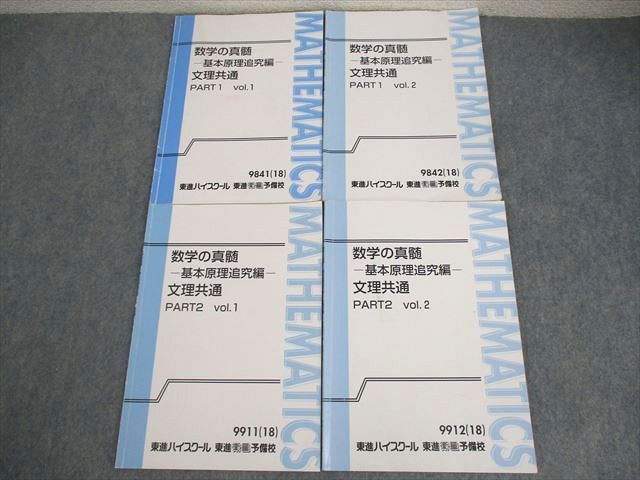 数学の真髄
－基本原理追究編－
文理共通
PART1 vol.1
9841(18)
東進ハイスクール 東進衛星予備校
MATHEMATICS
数学の真髄
－基本原理追究編－
文理共通
PART1 vol.2
9842(18)
東進ハイスクール 東進衛星予備校
MATHEMATICS
数学の真髄
－基本原理追究編－
文理共通
PART2 vol.1
9911(18)
東進ハイスクール 東進衛星予備校
MATHEMATICS
数学の真髄
－基本原理追究編－
文理共通
PART2 vol.2
9912(18)
東進ハイスクール 東進衛星予備校
MATHEMATICS